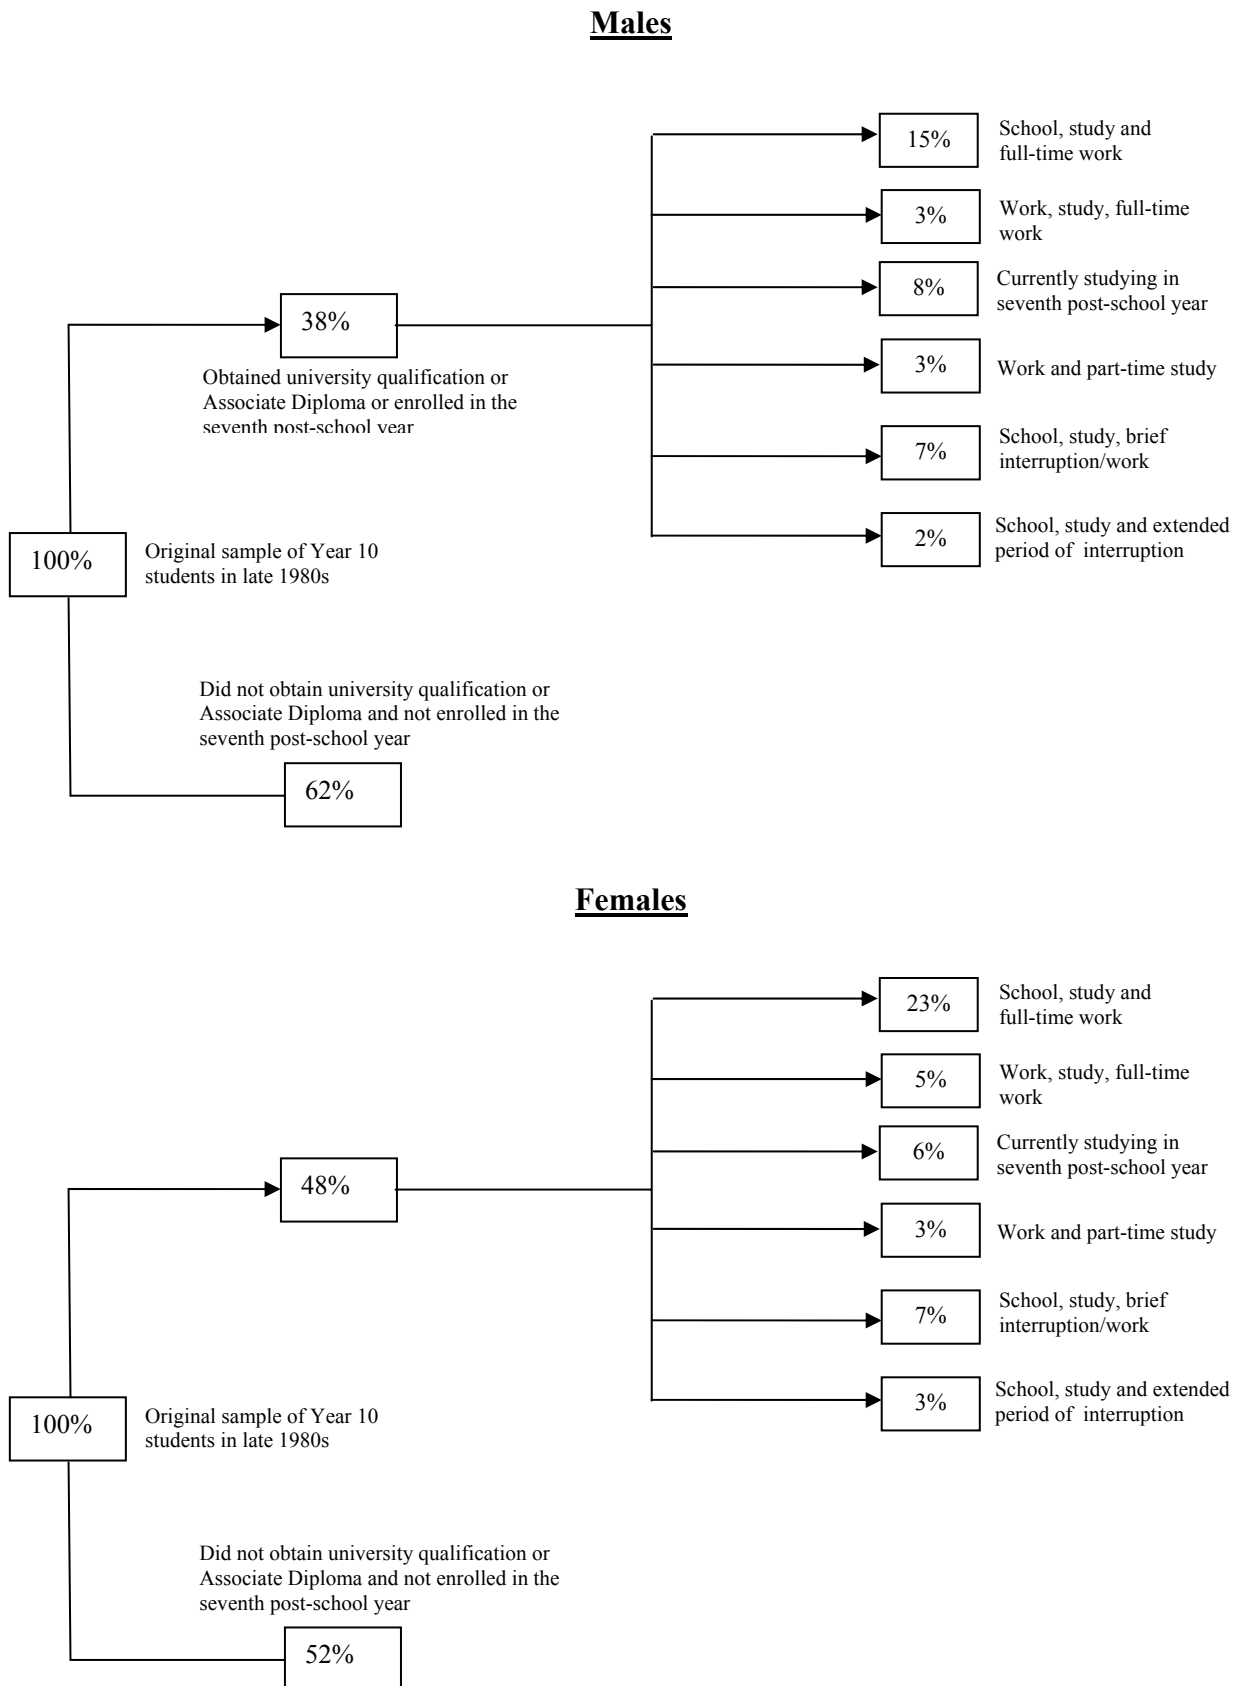 Males
15%
School, study and
full-time work
3%
Work, study, full-time
work
8%
Currently studying in
seventh post-school year
38%
3%
Work and part-time study
Obtained university qualification or
Associate Diploma or enrolled in the
seventh post-school year
7%
School, study, brief
interruption/work
2%
School, study and extended
period of interruption
100%
Original sample of Year 10
students in late 1980s
Did not obtain university qualification or
Associate Diploma and not enrolled in the
seventh post-school year
62%
Females
23%
School, study and
full-time work
5%
Work, study, full-time
work
6%
Currently studying in
seventh post-school year
48%
3%
Work and part-time study
7%
School, study, brief
interruption/work
3%
School, study and extended
period of interruption
100%
Original sample of Year 10
students in late 1980s
Did not obtain university qualification or
Associate Diploma and not enrolled in the
seventh post-school year
52%